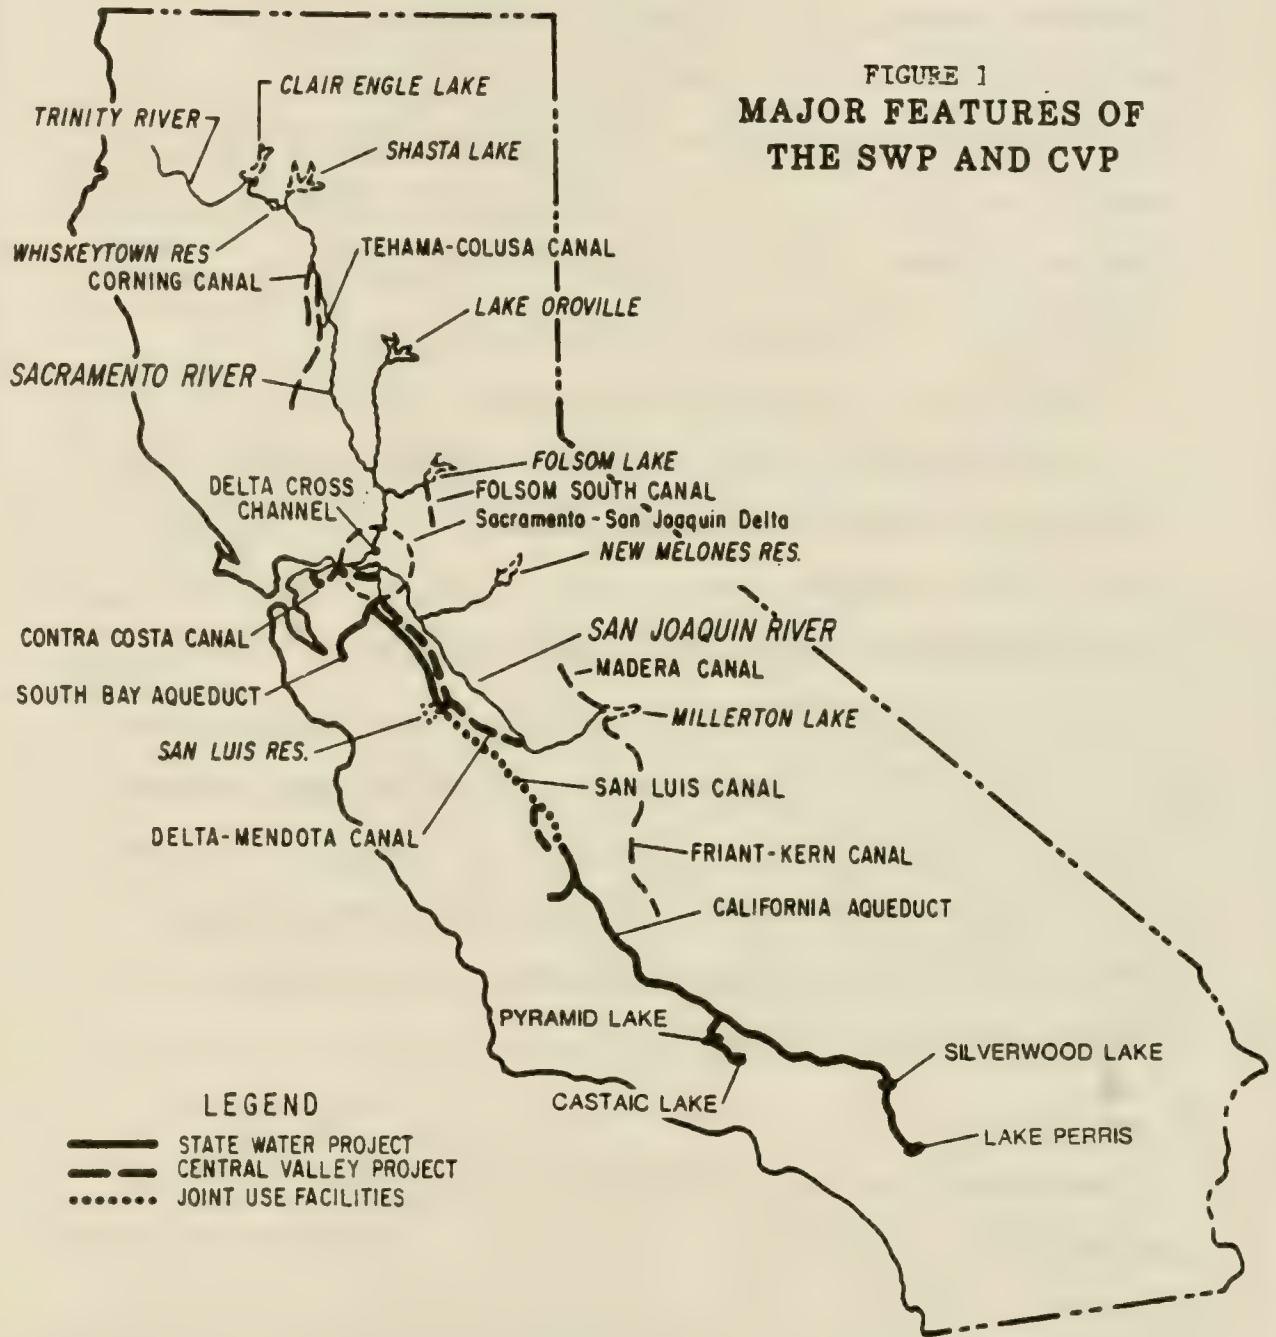 FIGURE 1
MAJOR FEATURES OF
THE SWP AND CVP
CLAIR ENGLE LAKE
TRINITY RIVER
SHASTA LAKE
WHISKEYTOWN RES
TEHAMA-COLUSA CANAL
CORNING CANAL
LAKE OROVILLE
SACRAMENTO RIVER
FOLSOM LAKE
DELTA CROSS
CHANNEL
FOLSOM SOUTH CANAL
Sacramento-San Joaquin Delta
NEW MELONES RES.
CONTRA COSTA CANAL
SAN JOAQUIN RIVER
MADERA CANAL
SOUTH BAY AQUEDUCT
MILLERTON LAKE
SAN LUIS RES.
SAN LUIS CANAL
DELTA-MENDOTA CANAL
FRIANT-KERN CANAL
CALIFORNIA AQUEDUCT
PYRAMID LAKE
SILVERWOOD LAKE
CASTAIC LAKE
LAKE PERRIS
LEGEND
STATE WATER PROJECT
CENTRAL VALLEY PROJECT
JOINT USE FACILITIES